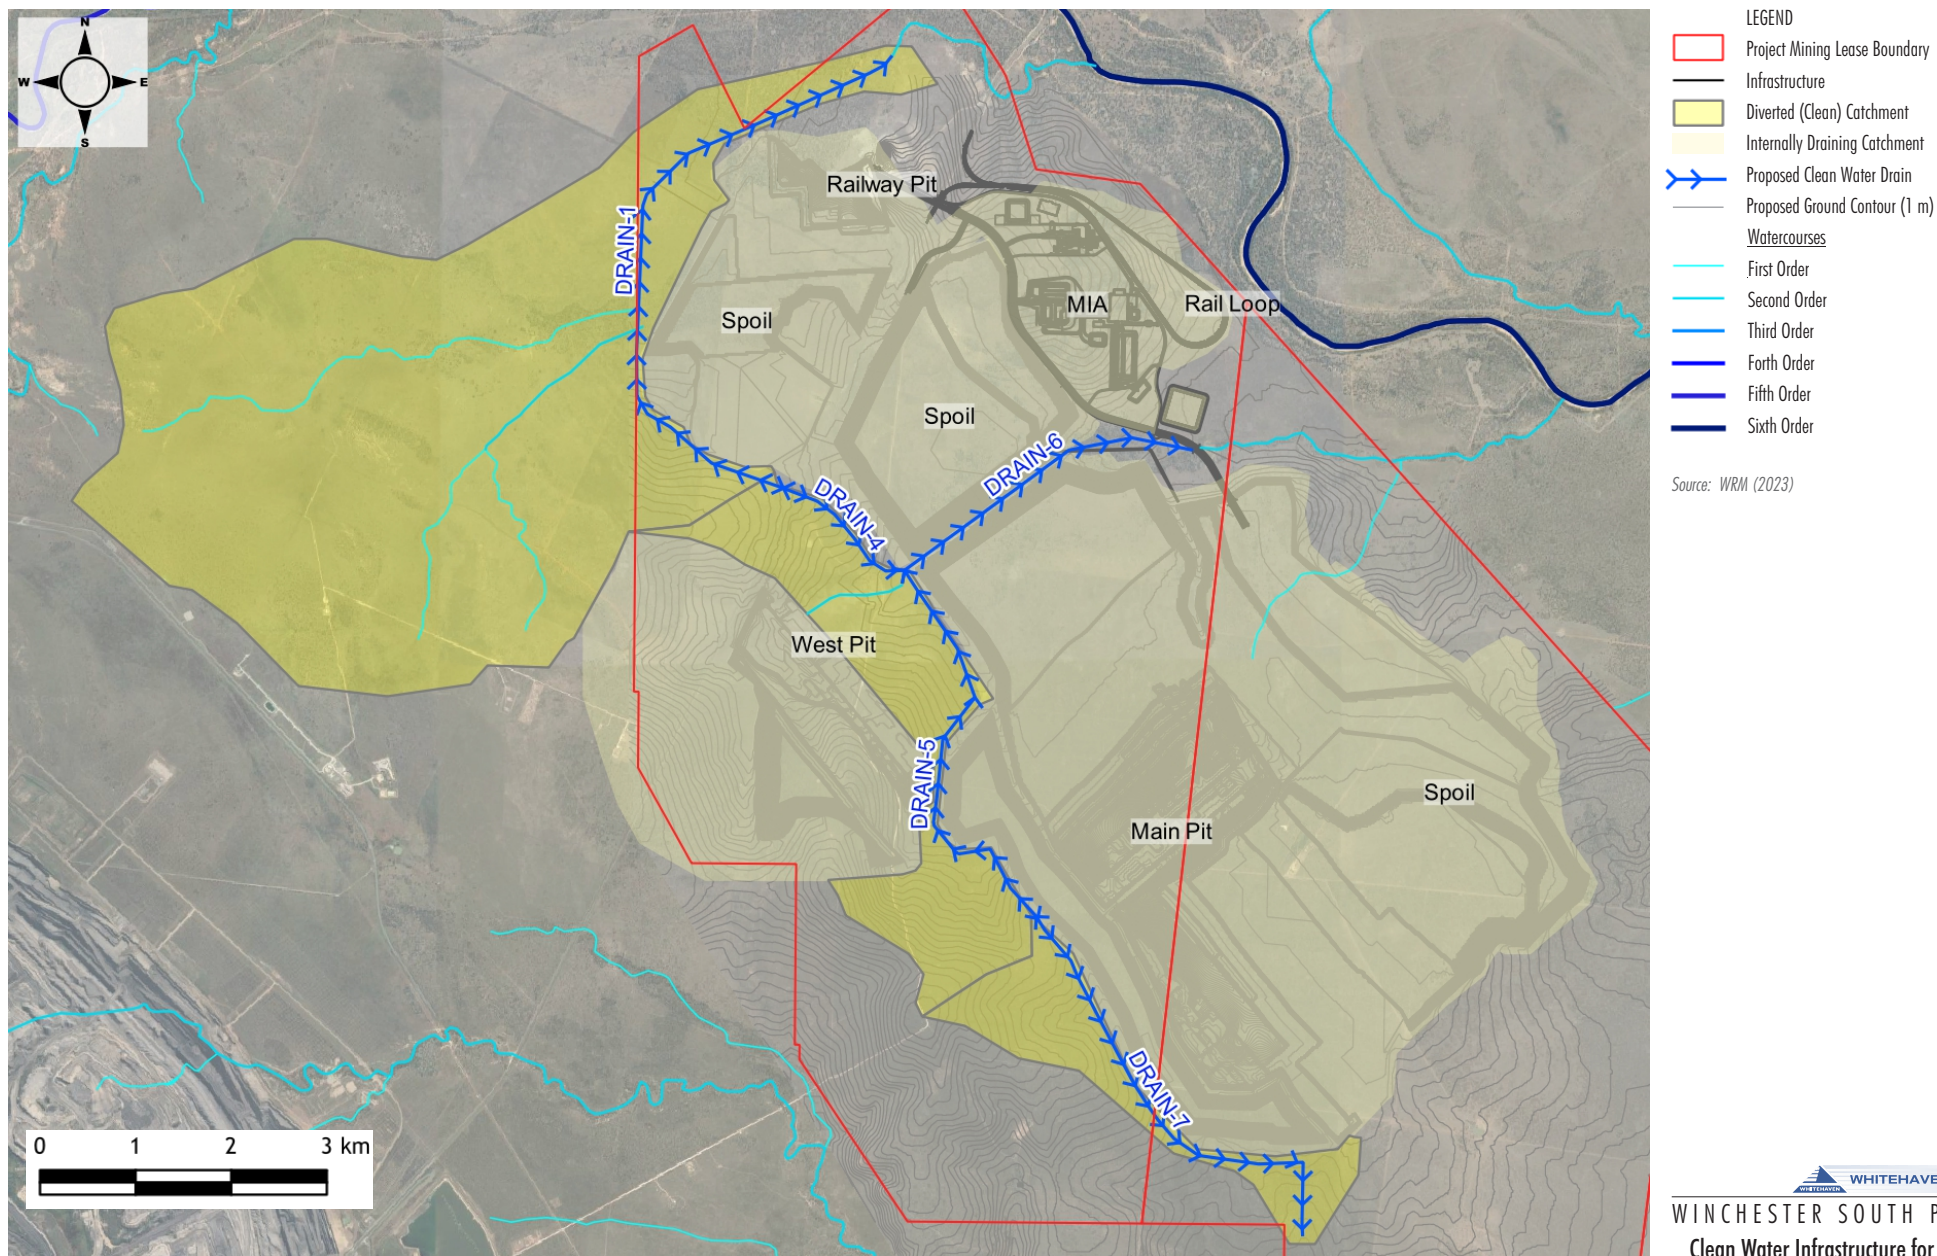 N
W
E
S
LEGEND
Project Mining Lease Boundary
Infrastructure
Diverted (Clean) Catchment
Internally Draining Catchment
Proposed Clean Water Drain
Proposed Ground Contour (1 m)
Watercourses
First Order
Second Order
Third Order
Forth Order
Fifth Order
Sixth Order
Source: WRM (2023)
Railway Pit
DRAIN-1
Spoil
MIA
Rail Loop
Spoil
DRAIN-6
DRAIN-4
West Pit
DRAIN-5
Spoil
Main Pit
DRAIN-7
0 1 2 3 km
WHITEHAVEN
WHITEHAVE
WINCHESTER SOUTH P
Clean Water Infrastructure for